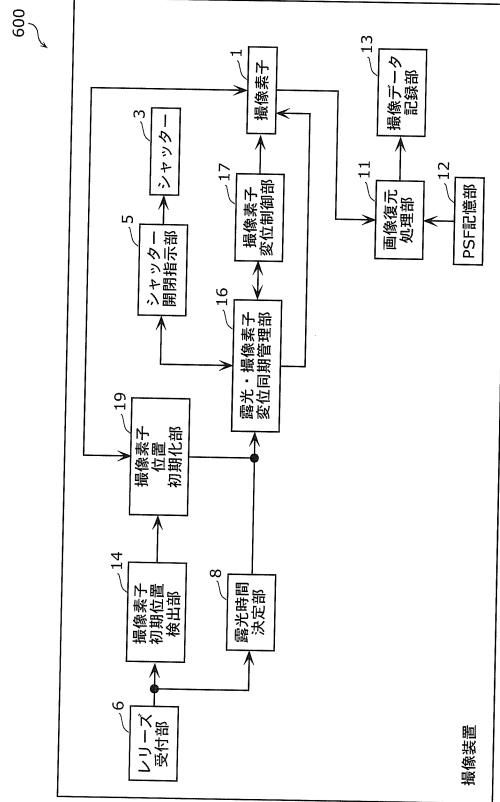 600
6
レリーズ
受付部
14
撮像素子
初期位置
検出部
19
撮像素子
位置
初期化部
5
シャッター
開閉指示部
3
シャッター
8
露光時間
決定部
16
露光・撮像素子
変位同期管理部
17
撮像素子
変位制御部
1
撮像素子
11
画像復元
処理部
12
PSF記憶部
13
撮像データ
記録部
撮像装置